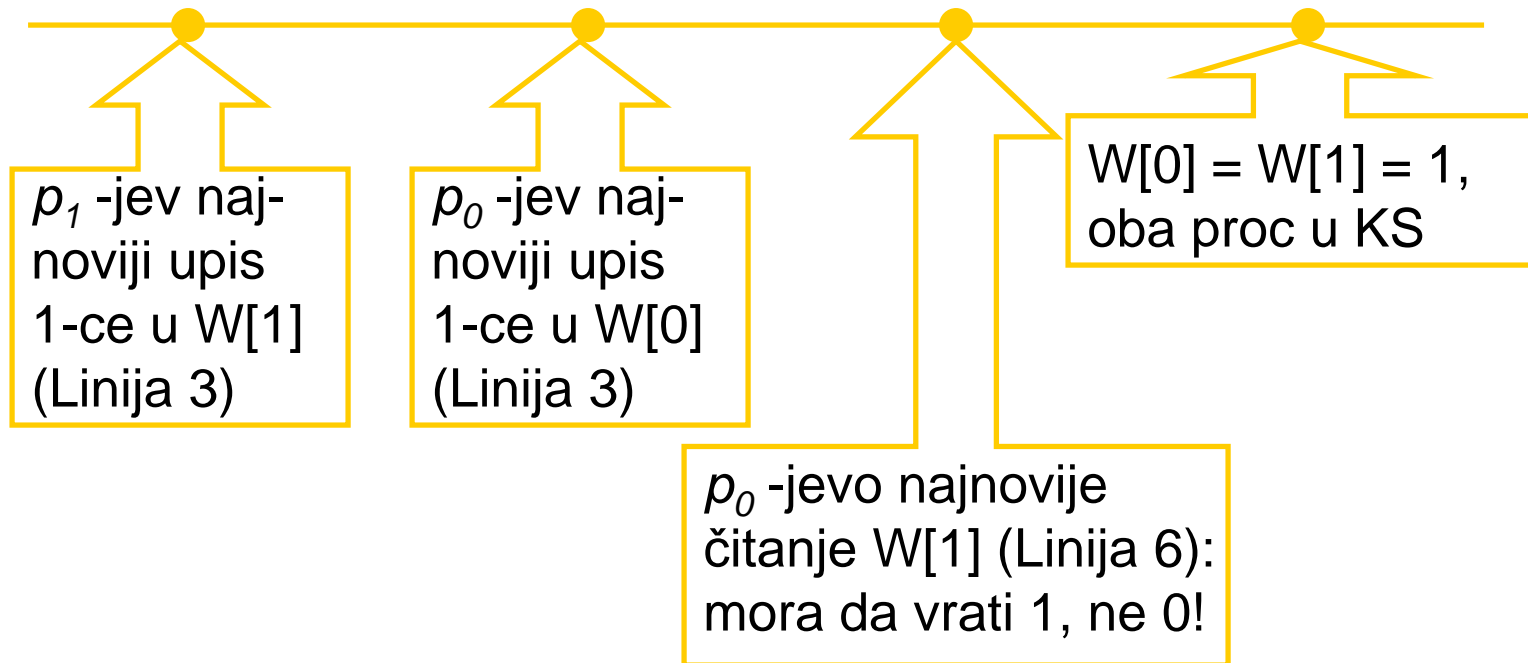 p1 -jev naj-
noviji upis
1-ce u W[1]
(Linija 3)
p0 -jev naj-
noviji upis
1-ce u W[0]
(Linija 3)
p0 -jevo najnovije
čitanje W[1] (Linija 6):
mora da vrati 1, ne 0!
W[0] = W[1] = 1,
oba proc u KS